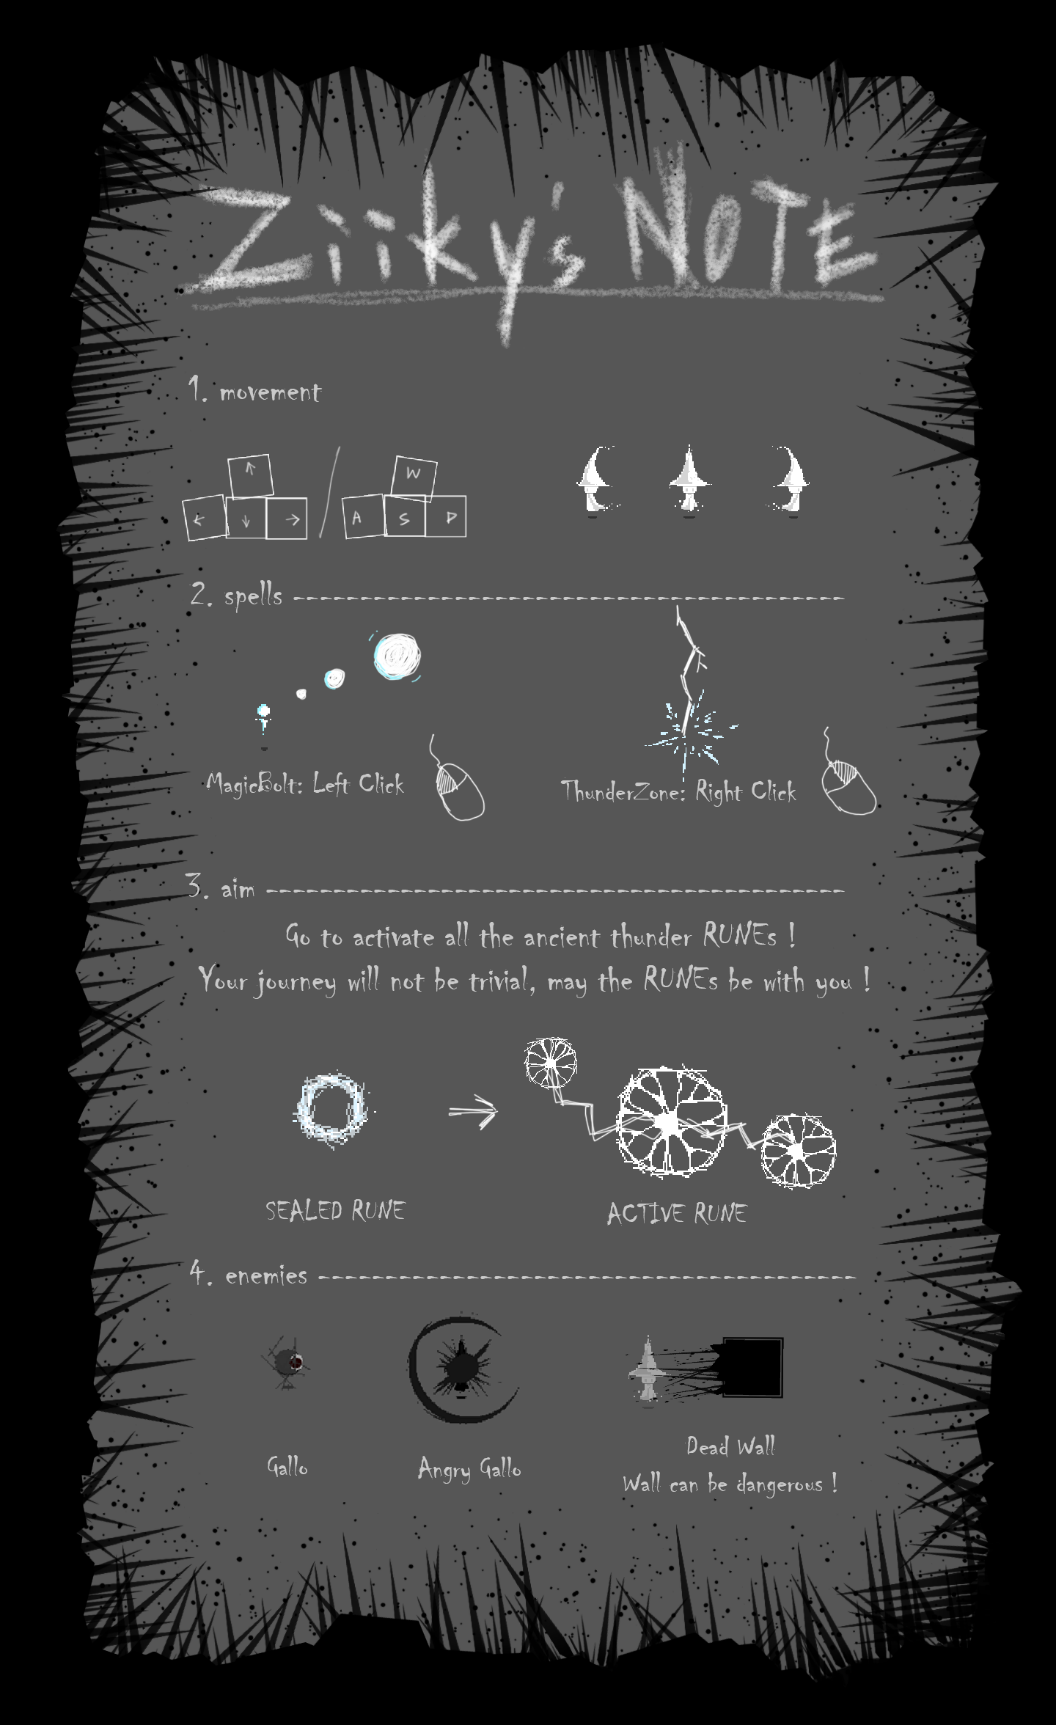 Ziiky's NOTE
1. movement
↑
← ↓ → / A S D
W
2. spells
MagicBolt: Left Click
ThunderZone: Right Click
3. aim
Go to activate all the ancient thunder RUNEs !
Your journey will not be trivial, may the RUNEs be with you !
SEALED RUNE
ACTIVE RUNE
4. enemies
Gallo
Angry Gallo
Dead Wall
Wall can be dangerous !